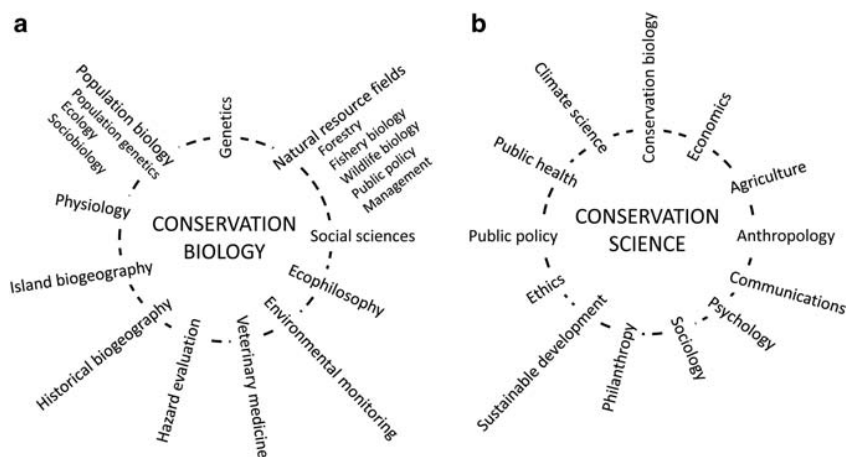 a
Population biology
Population genetics
Ecology
Sociobiology
Genetics
Natural resource fields
Forestry
Fishery biology
Wildlife biology
Public policy
Management
Physiology
CONSERVATION
BIOLOGY
Social sciences
Island biogeography
Ecophilosophy
Historical biogeography
Hazard evaluation
Veterinary medicine
Environmental monitoring
b
Climate science
Conservation biology
Economics
Public health
Agriculture
Public policy
CONSERVATION
SCIENCE
Anthropology
Ethics
Communications
Sustainable development
Philanthropy
Sociology
Psychology